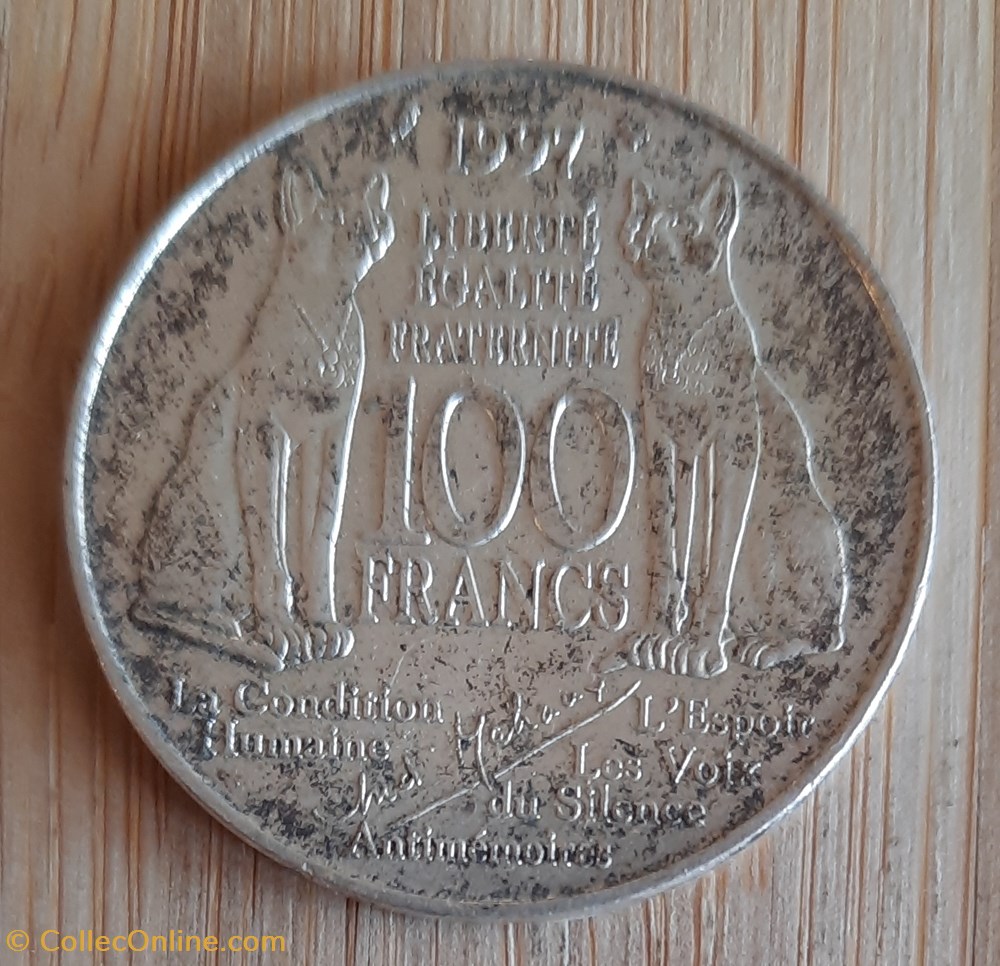 1997
LIBERTÉ
ÉGALITÉ
FRATERNITÉ
100
FRANCS
La Condition
Humaine
L'Espoir
Les Voix
du Silence
Antimémoires
© CollecOnline.com